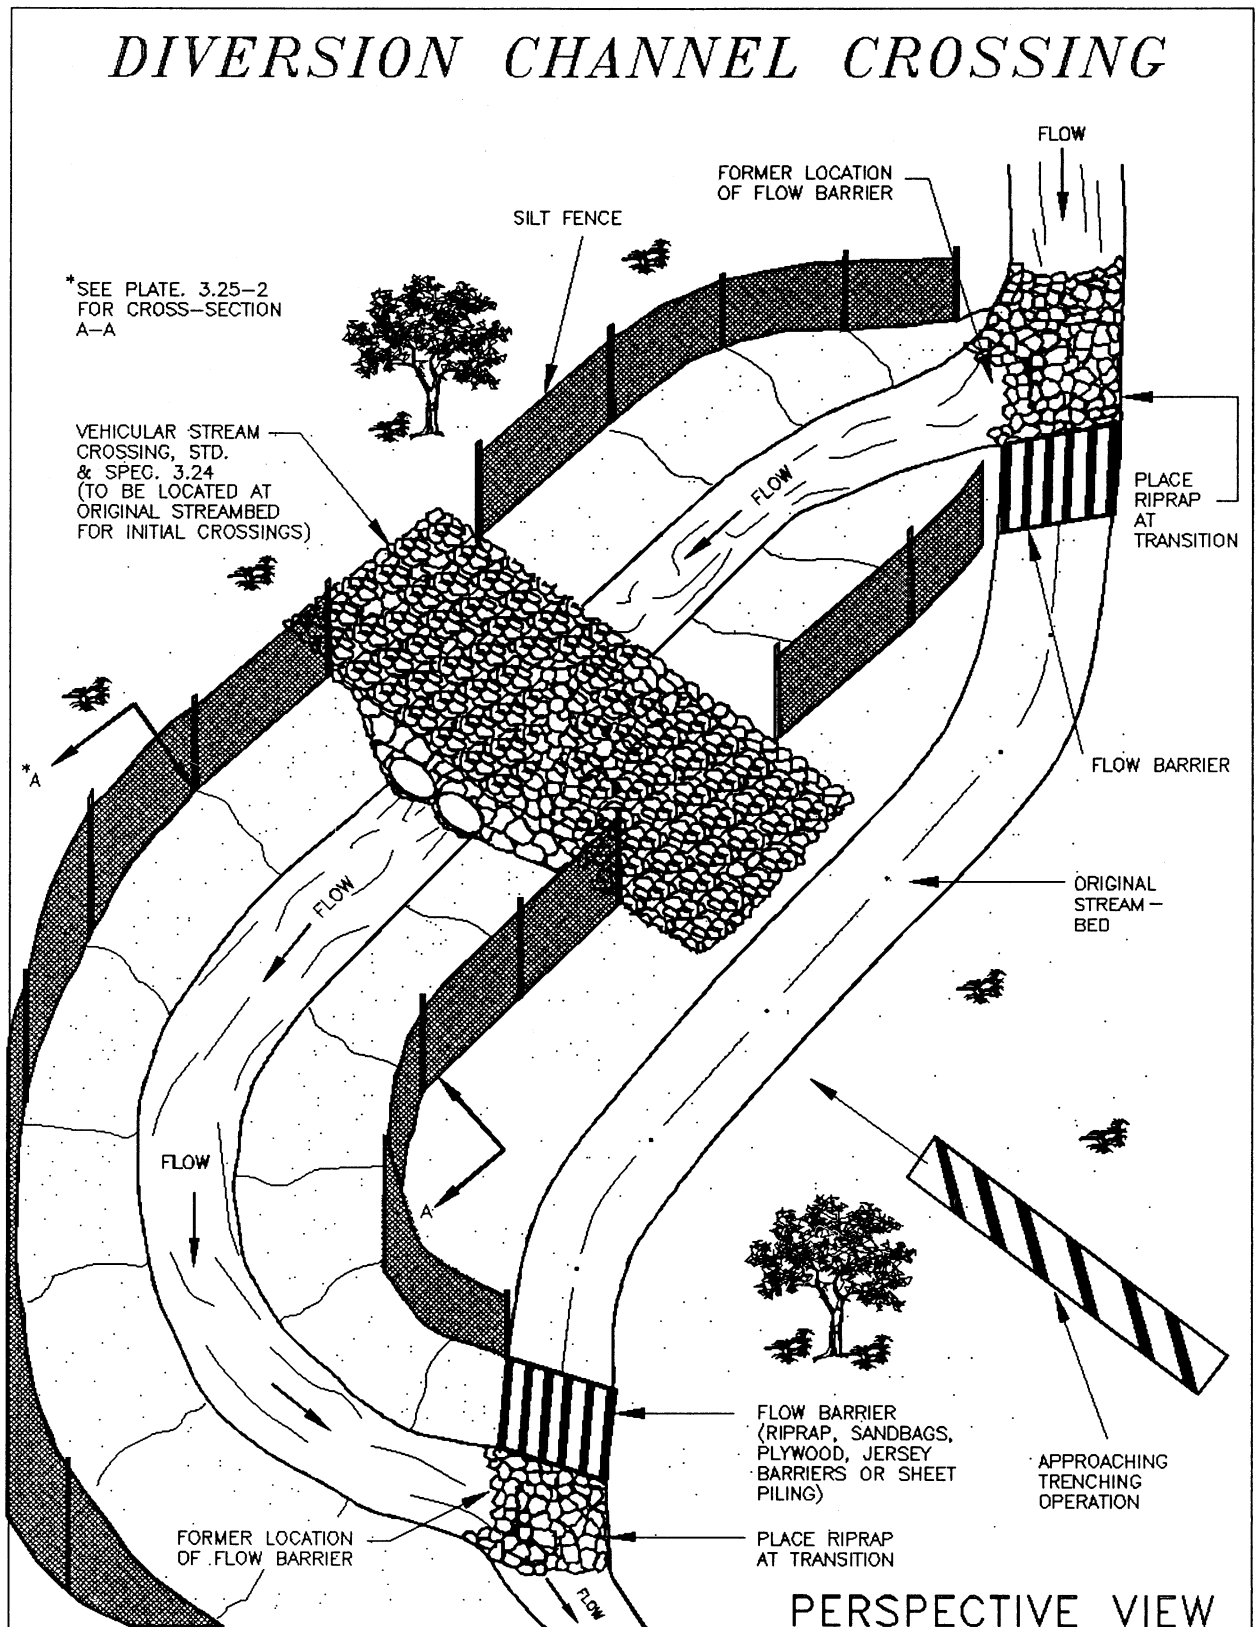 DIVERSION CHANNEL CROSSING
FLOW
FORMER LOCATION
OF FLOW BARRIER
SILT FENCE
*SEE PLATE. 3.25-2
FOR CROSS-SECTION
A-A
VEHICULAR STREAM
CROSSING, STD.
& SPEC. 3.24
(TO BE LOCATED AT
ORIGINAL STREAMBED
FOR INITIAL CROSSINGS)
FLOW
PLACE
RIPRAP
AT
TRANSITION
*A
FLOW BARRIER
FLOW
ORIGINAL
STREAM-
BED
FLOW
A
FLOW BARRIER
(RIPRAP, SANDBAGS,
PLYWOOD, JERSEY
BARRIERS OR SHEET
PILING)
APPROACHING
TRENCHING
OPERATION
FORMER LOCATION
OF FLOW BARRIER
PLACE RIPRAP
AT TRANSITION
FLOW
PERSPECTIVE VIEW